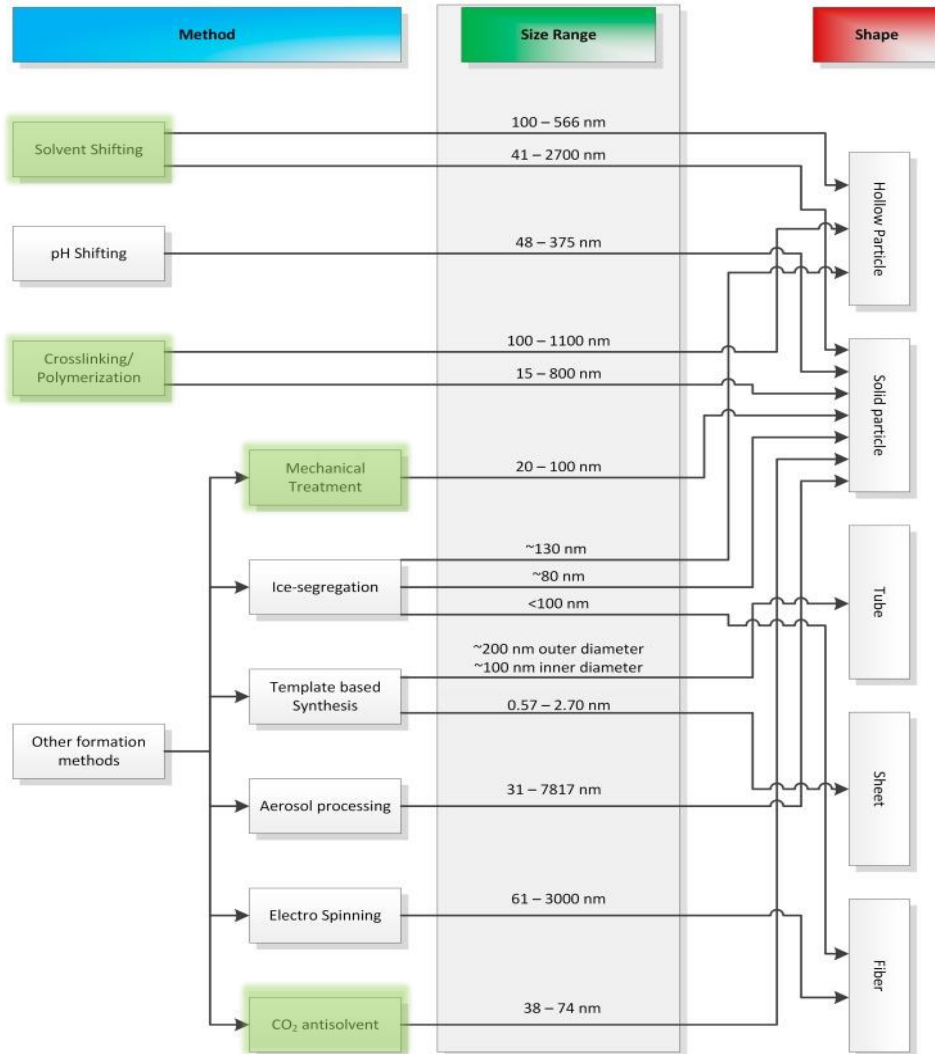 Method
Size Range
Shape
Solvent Shifting
100 – 566 nm
41 – 2700 nm
Hollow Particle
pH Shifting
48 – 375 nm
Crosslinking/
Polymerization
100 – 1100 nm
15 – 800 nm
Solid particle
Mechanical
Treatment
20 – 100 nm
Ice-segregation
~130 nm
~80 nm
<100 nm
Tube
Template based
Synthesis
~200 nm outer diameter
~100 nm inner diameter
0.57 – 2.70 nm
Other formation
methods
Sheet
Aerosol processing
31 – 7817 nm
Electro Spinning
61 – 3000 nm
Fiber
CO₂ antisolvent
38 – 74 nm